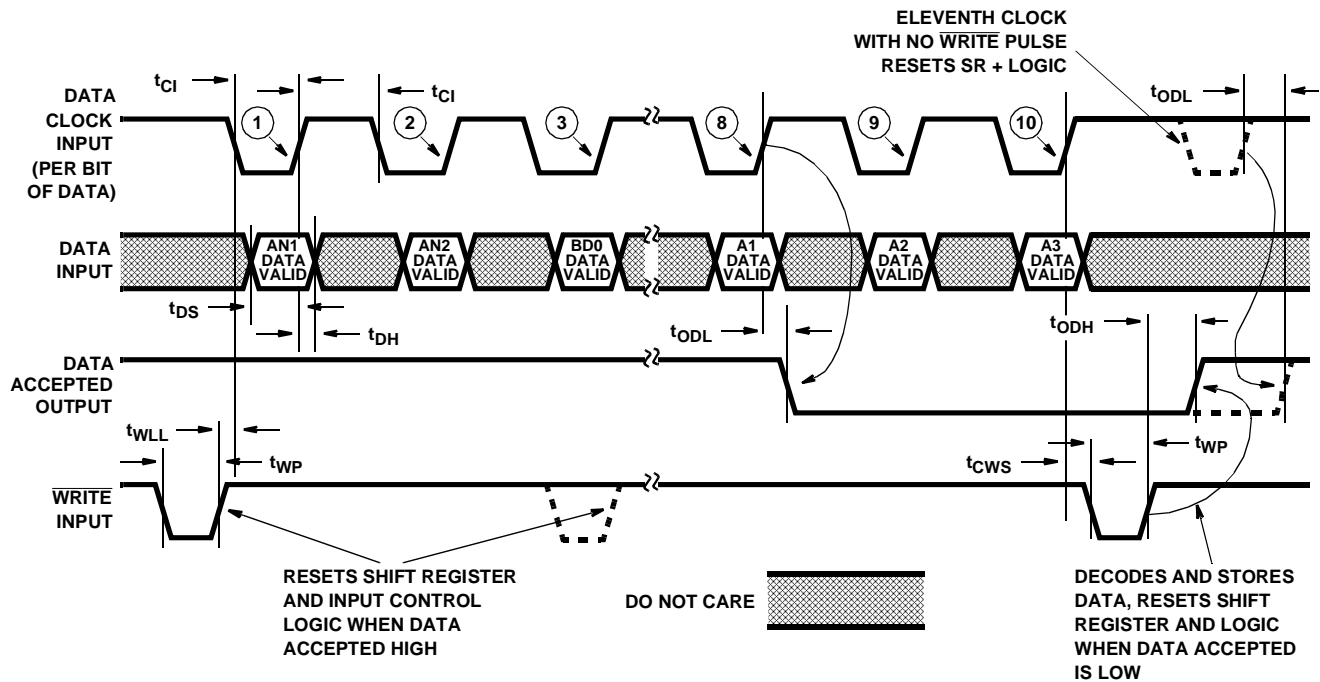 ELEVENTH CLOCK
WITH NO WRITE PULSE
RESETS SR + LOGIC
tCI
tCI
tODL
DATA
CLOCK
INPUT
(PER BIT
OF DATA)
1
2
3
8
9
10
DATA
INPUT
AN1
DATA
VALID
AN2
DATA
VALID
BD0
DATA
VALID
A1
DATA
VALID
A2
DATA
VALID
A3
DATA
VALID
tDS
tDH
tODL
tODH
DATA
ACCEPTED
OUTPUT
tWLL
tWP
tCWS
tWP
WRITE
INPUT
RESETS SHIFT REGISTER
AND INPUT CONTROL
LOGIC WHEN DATA
ACCEPTED HIGH
DO NOT CARE
DECODES AND STORES
DATA, RESETS SHIFT
REGISTER AND LOGIC
WHEN DATA ACCEPTED
IS LOW